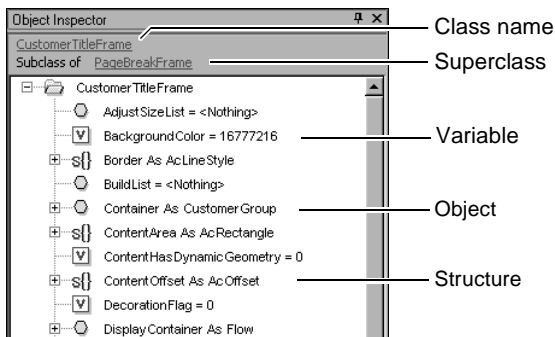 Object Inspector
CustomerTitleFrame
Subclass of PageBreakFrame
CustomerTitleFrame
AdjustSizeList = <Nothing>
V BackgroundColor = 16777216
S{} Border As AcLineStyle
BuildList = <Nothing>
Container As CustomerGroup
S{} ContentArea As AcRectangle
V ContentHasDynamicGeometry = 0
S{} ContentOffset As AcOffset
V DecorationFlag = 0
DisplayContainer As Flow
Class name
Superclass
Variable
Object
Structure